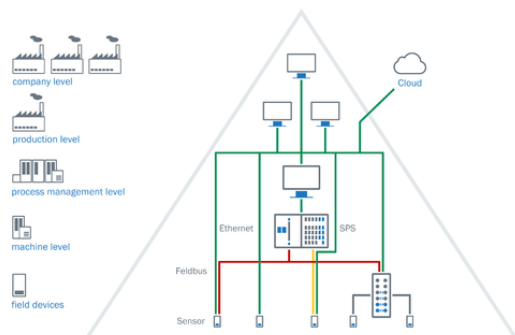 company level
Cloud
production level
process management level
Ethernet
SPS
machine level
Feldbus
field devices
Sensor